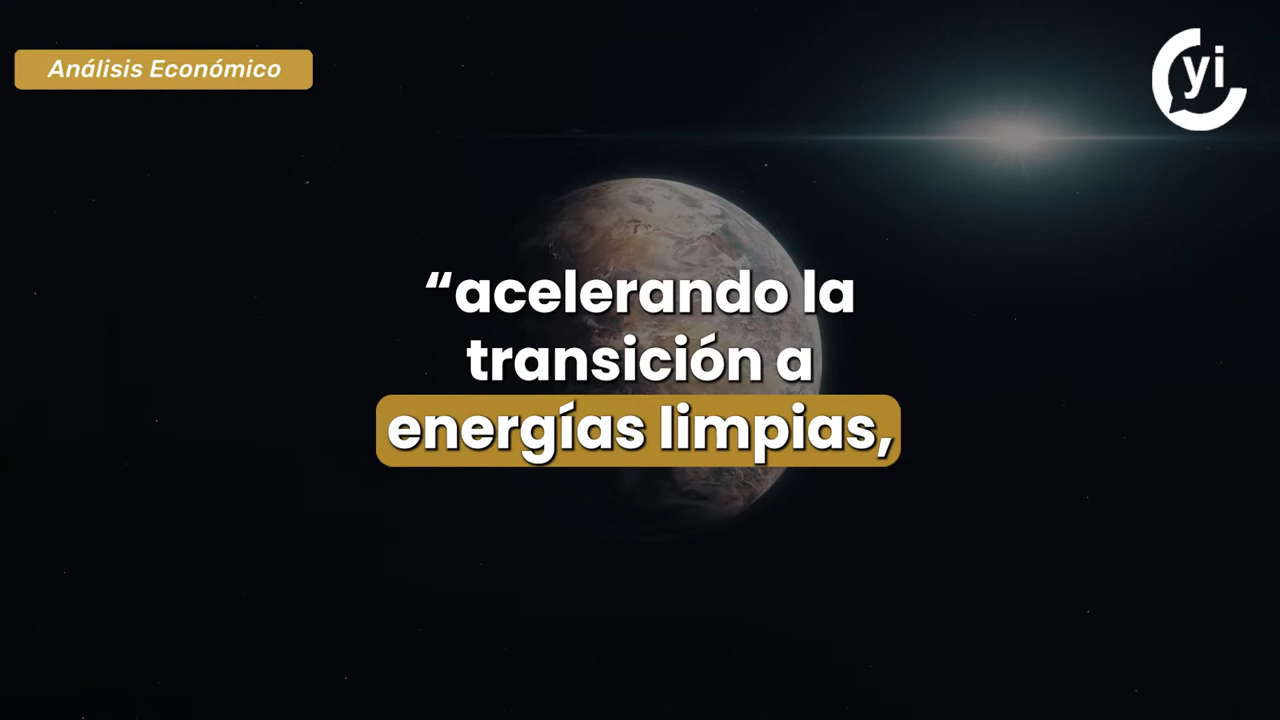 Análisis Económico
yi
“acelerando la
transición a
energías limpias,